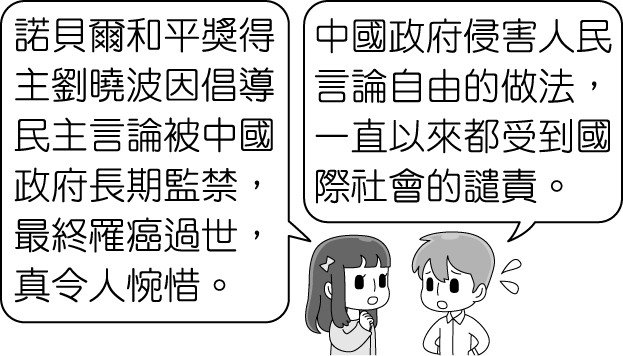 諾貝爾和平獎得
主劉曉波因倡導
民主言論被中國
政府長期監禁，
最終罹癌過世，
真令人惋惜。
中國政府侵害人民
言論自由的做法，
一直以來都受到國
際社會的譴責。